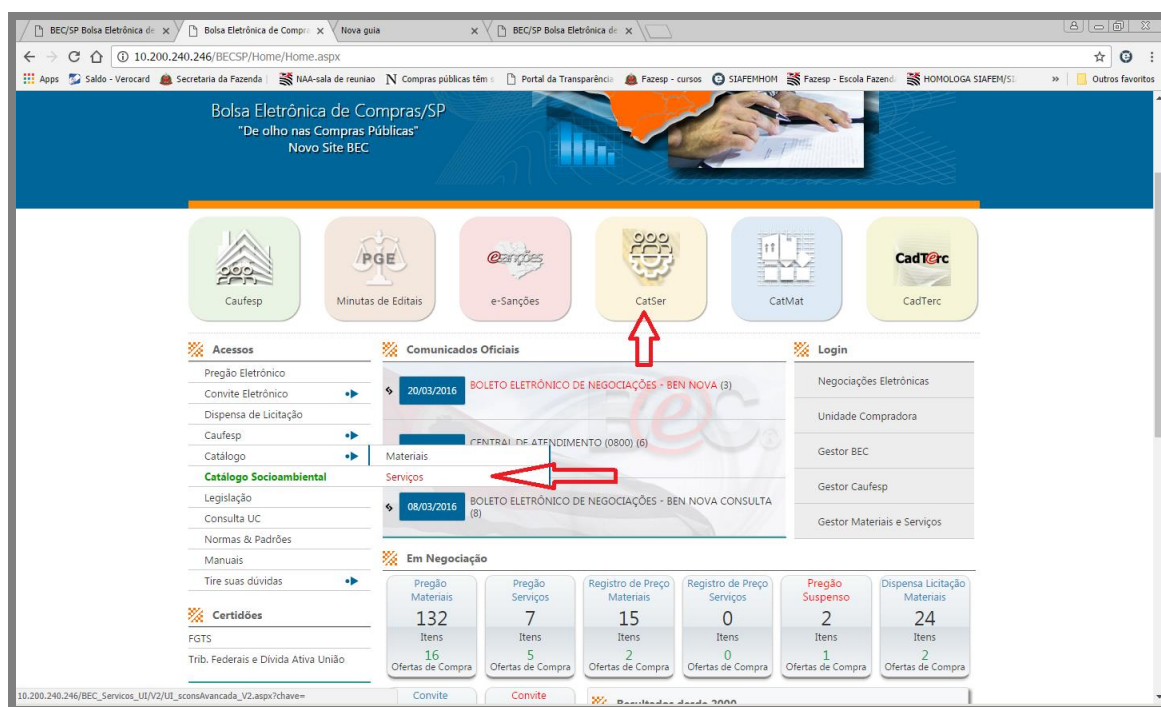 BEC/SP Bolsa Eletrônica de
Bolsa Eletrônica de Compra
Nova guia
BEC/SP Bolsa Eletrônica de
10.200.240.246/BECSP/Home/Home.aspx
Apps
Saldo - Verocard
Secretaria da Fazenda
NAA-sala de reuniao
Compras públicas têm
Portal da Transparência
Fazesp - cursos
SIAFEMHOM
Fazesp - Escola Fazend
HOMOLOGA SIAFEM/S
»
Outros favoritos
Bolsa Eletrônica de Compras/SP
"De olho nas Compras Públicas"
Novo Site BEC
PGE
e-sanções
CadTerc
Caufesp
Minutas de Editais
e-Sanções
CatSer
CatMat
CadTerc
Acessos
Pregão Eletrônico
Convite Eletrônico
Dispensa de Licitação
Caufesp
Catálogo
Materiais
Serviços
Catálogo Socioambiental
Legislação
Consulta UC
Normas & Padrões
Manuais
Tire suas dúvidas
Certidões
FGTS
Trib. Federais e Dívida Ativa União
Comunicados Oficiais
20/03/2016
BOLETO ELETRÔNICO DE NEGOCIAÇÕES - BEN NOVA (3)
CENTRAL DE ATENDIMENTO (0800) (6)
08/03/2016
BOLETO ELETRÔNICO DE NEGOCIAÇÕES - BEN NOVA CONSULTA
(8)
Login
Negociações Eletrônicas
Unidade Compradora
Gestor BEC
Gestor Caufesp
Gestor Materiais e Serviços
Em Negociação
Pregão
Materiais
132
Itens
16
Ofertas de Compra
Pregão
Serviços
7
Itens
5
Ofertas de Compra
Registro de Preço
Materiais
15
Itens
2
Ofertas de Compra
Registro de Preço
Serviços
0
Itens
0
Ofertas de Compra
Pregão
Suspenso
2
Itens
1
Ofertas de Compra
Dispensa Licitação
Materiais
24
Itens
2
Ofertas de Compra
Convite
Convite
Resultados desde 2000
10.200.240.246/BEC_Servicos_UI/V2/UI_sconsAvancada_V2.aspx?chave=